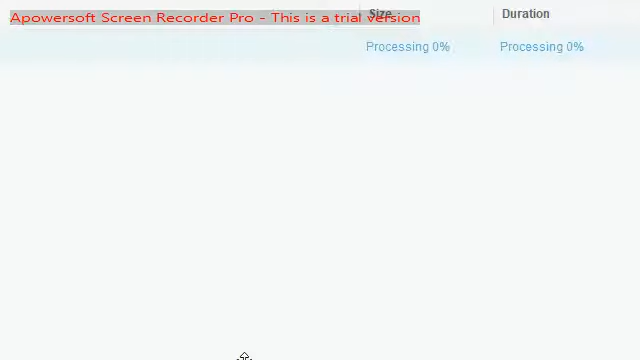 Apowersoft Screen Recorder Pro - This is a trial version
Size Duration
Processing 0% Processing 0%